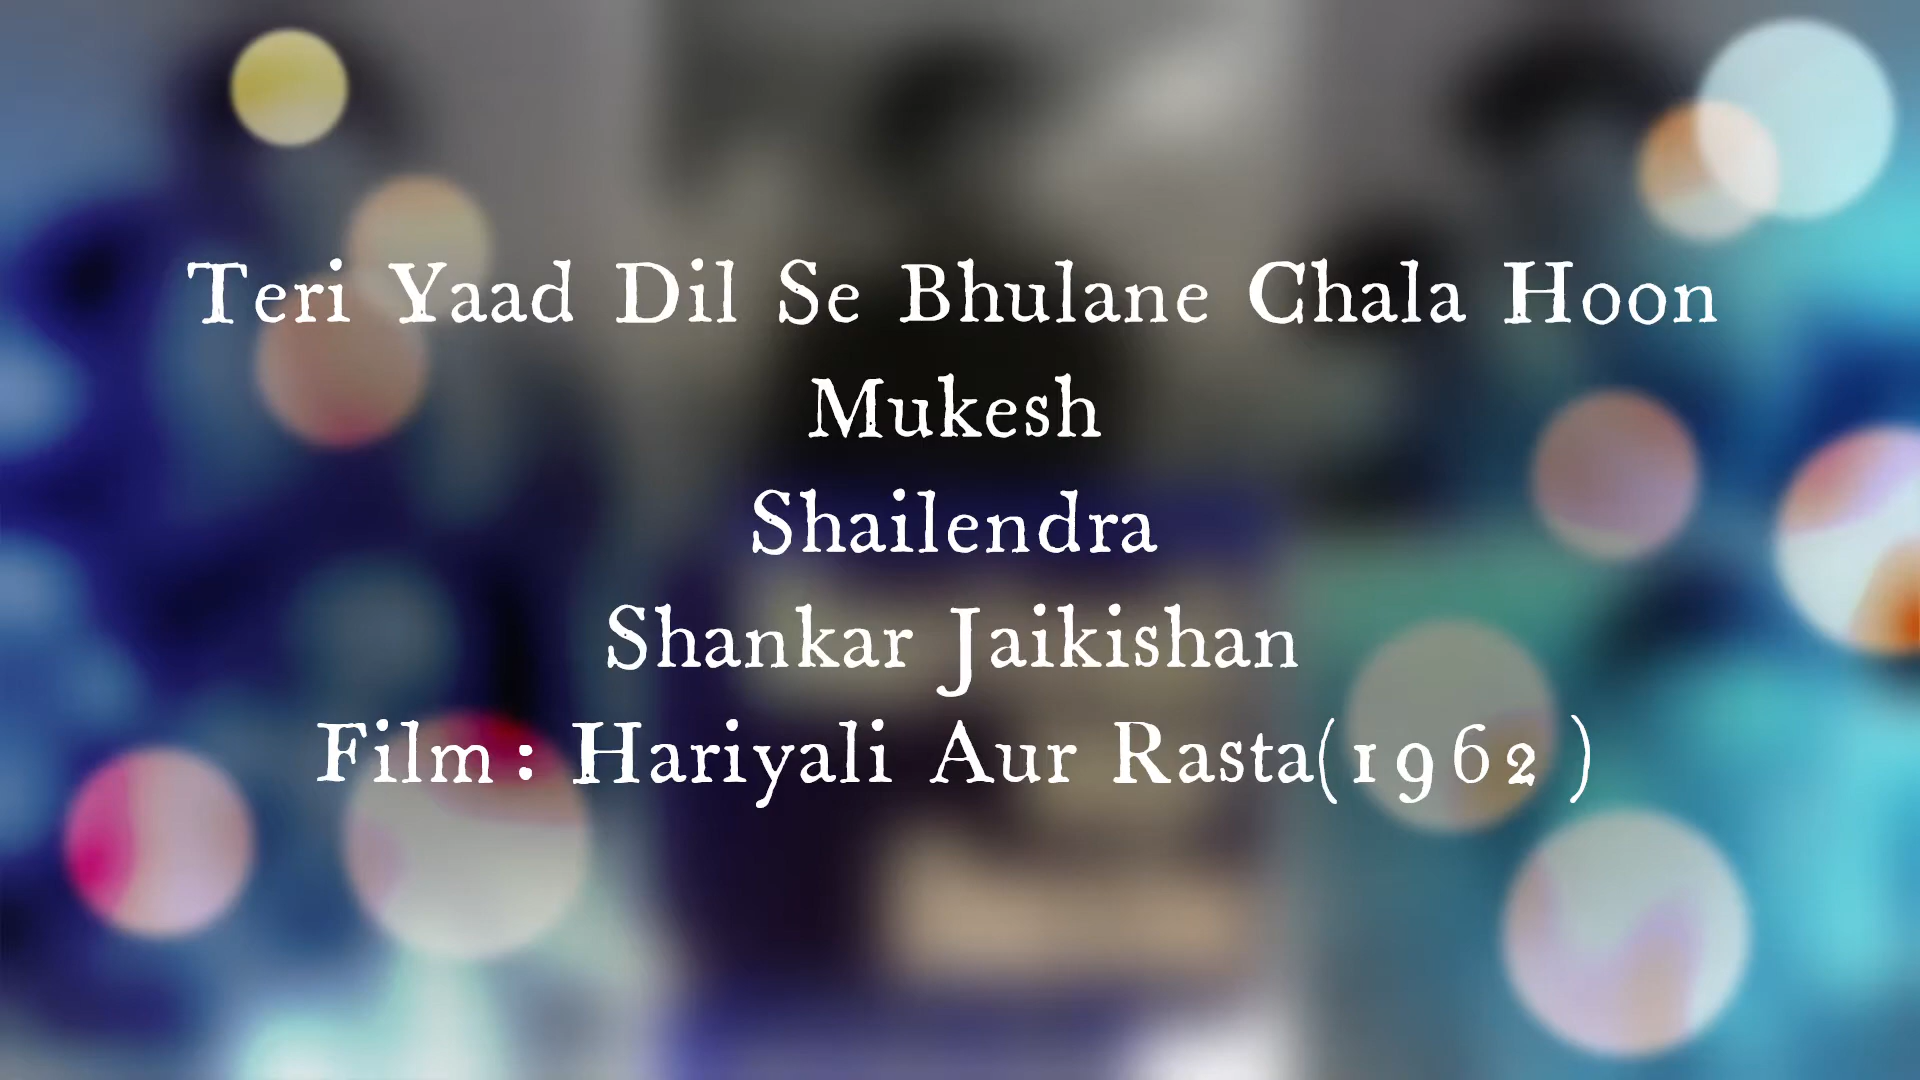 Teri Yaad Dil Se Bhulane Chala Hoon
Mukesh
Shailendra
Shankar Jaikishan
Film : Hariyali Aur Rasta(1962 )